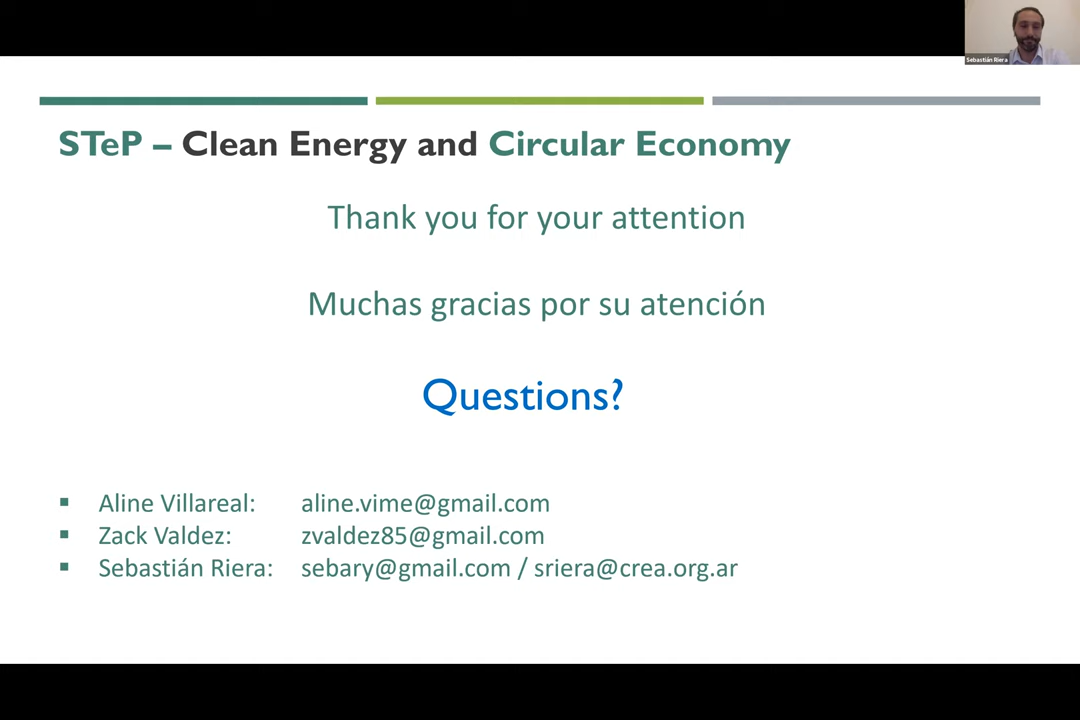 Sebastián Riera
STeP – Clean Energy and Circular Economy
Thank you for your attention
Muchas gracias por su atención
Questions?
▪ Aline Villareal: aline.vime@gmail.com
▪ Zack Valdez: zvaldez85@gmail.com
▪ Sebastián Riera: sebary@gmail.com / sriera@crea.org.ar